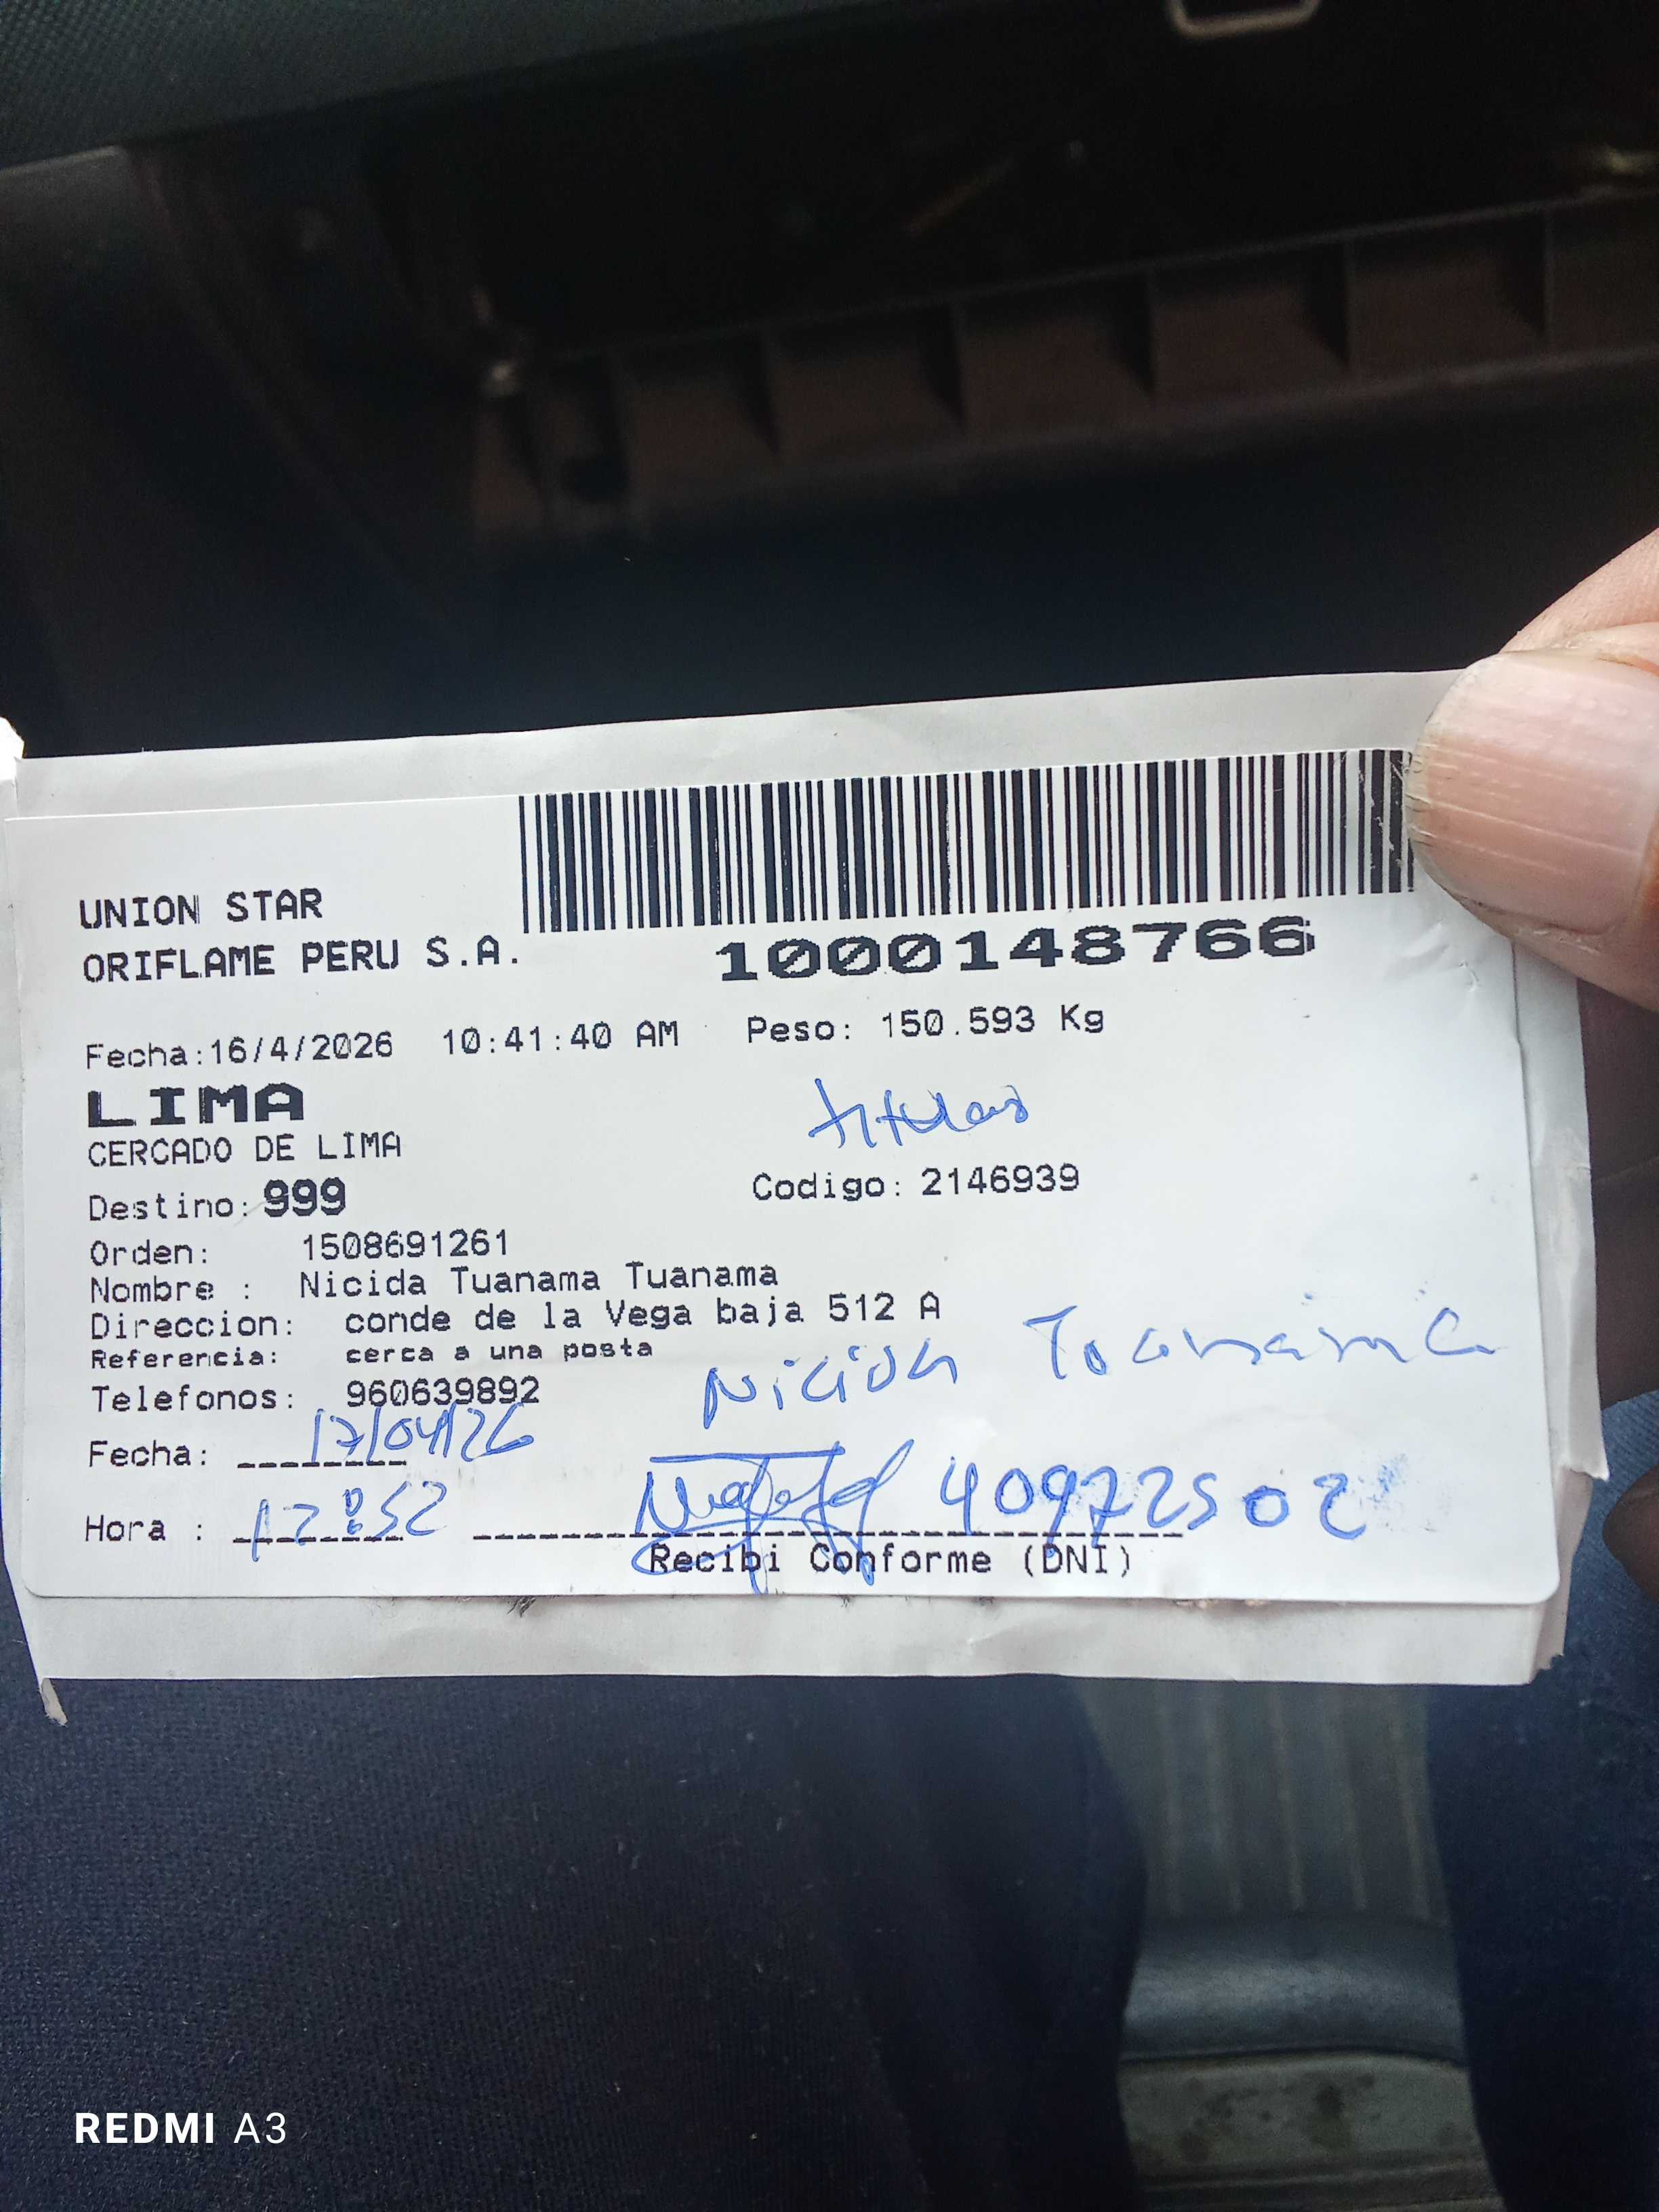 UNION STAR
ORIFLAME PERU S.A.
1000148766
Fecha:16/4/2026 10:41:40 AM Peso: 150.593 Kg
LIMA
titular
CERCADO DE LIMA
Destino: 999 Codigo: 2146939
Orden: 1508691261
Nombre : Nicida Tuanama Tuanama
Direccion: conde de la Vega baja 512 A
Referencia: cerca a una posta
Telefonos: 960639892
Nicida Tuanama
Fecha: 17/04/26
Hora : 12:52 40972502
Recibi Conforme (DNI)
REDMI A3